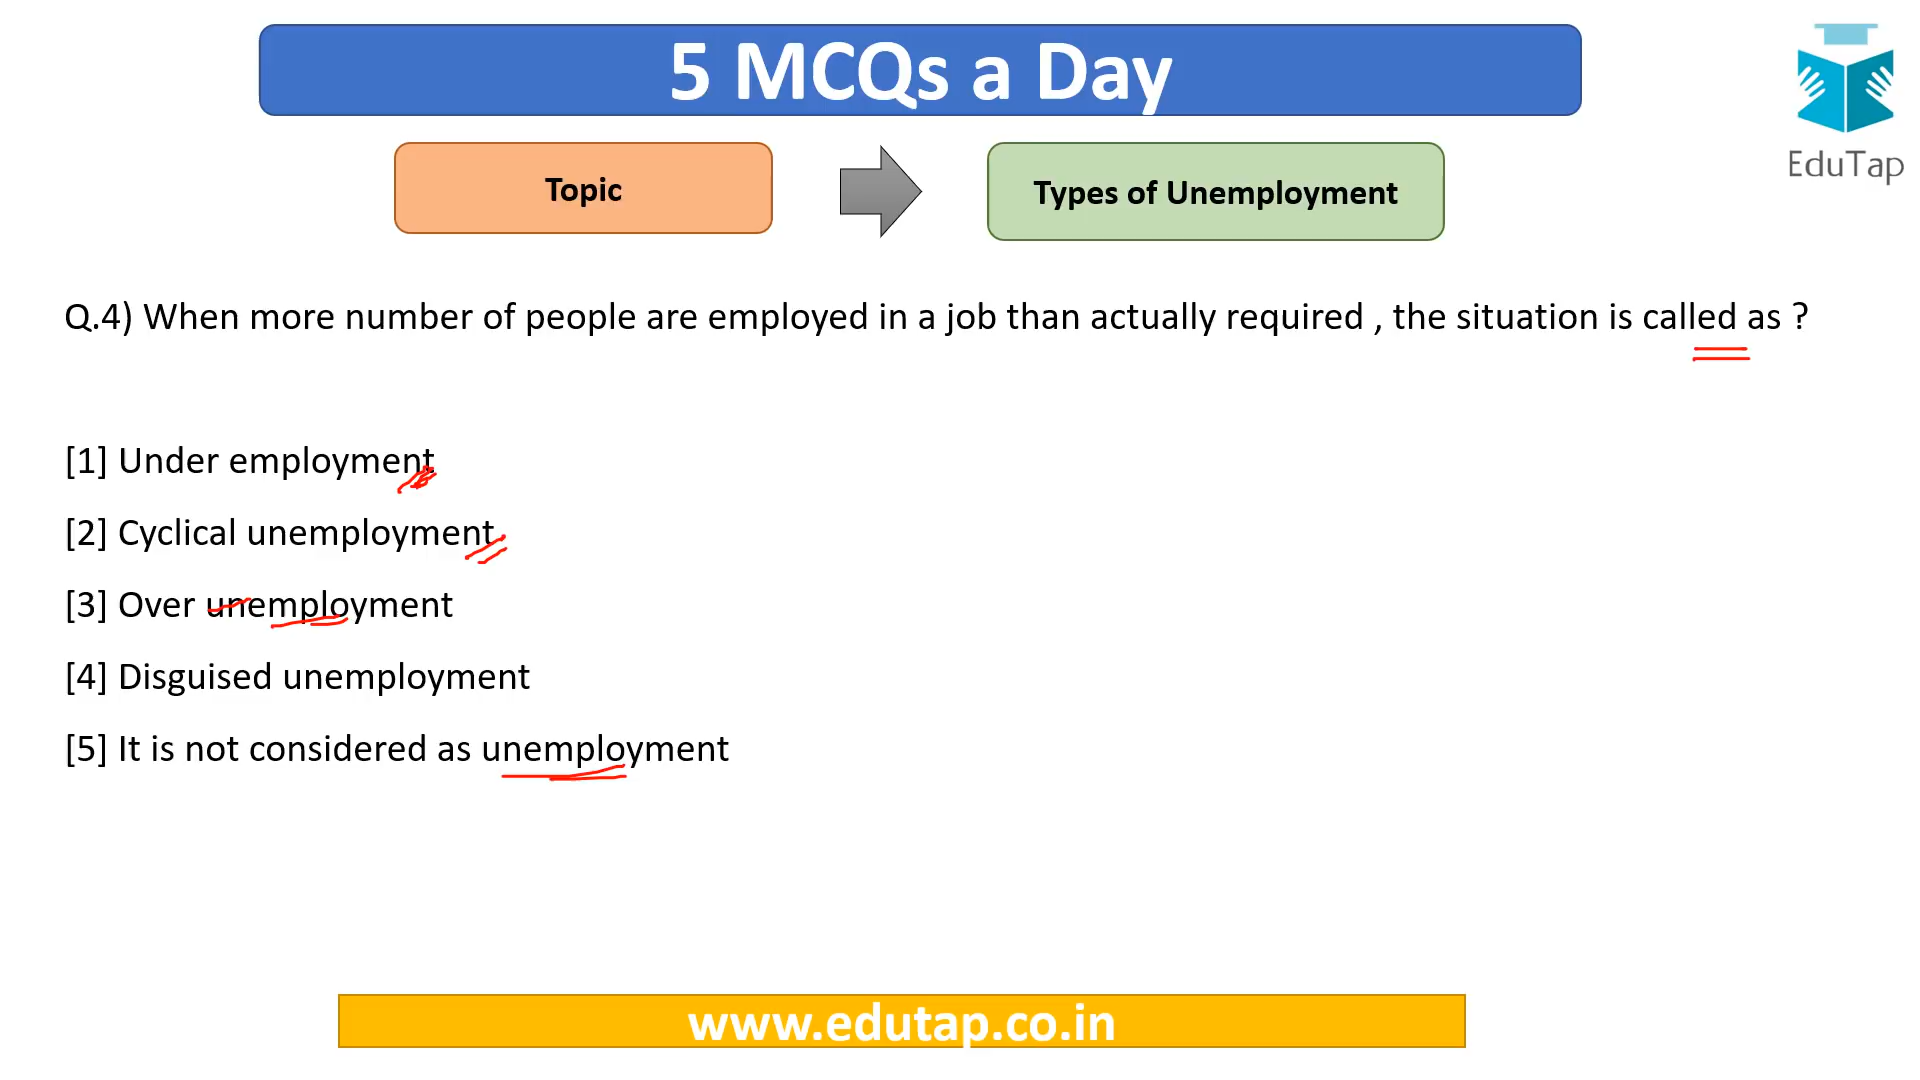 5 MCQs a Day
EduTap
Topic
Types of Unemployment
Q.4) When more number of people are employed in a job than actually required , the situation is called as ?
[1] Under employment
[2] Cyclical unemployment
[3] Over unemployment
[4] Disguised unemployment
[5] It is not considered as unemployment
www.edutap.co.in